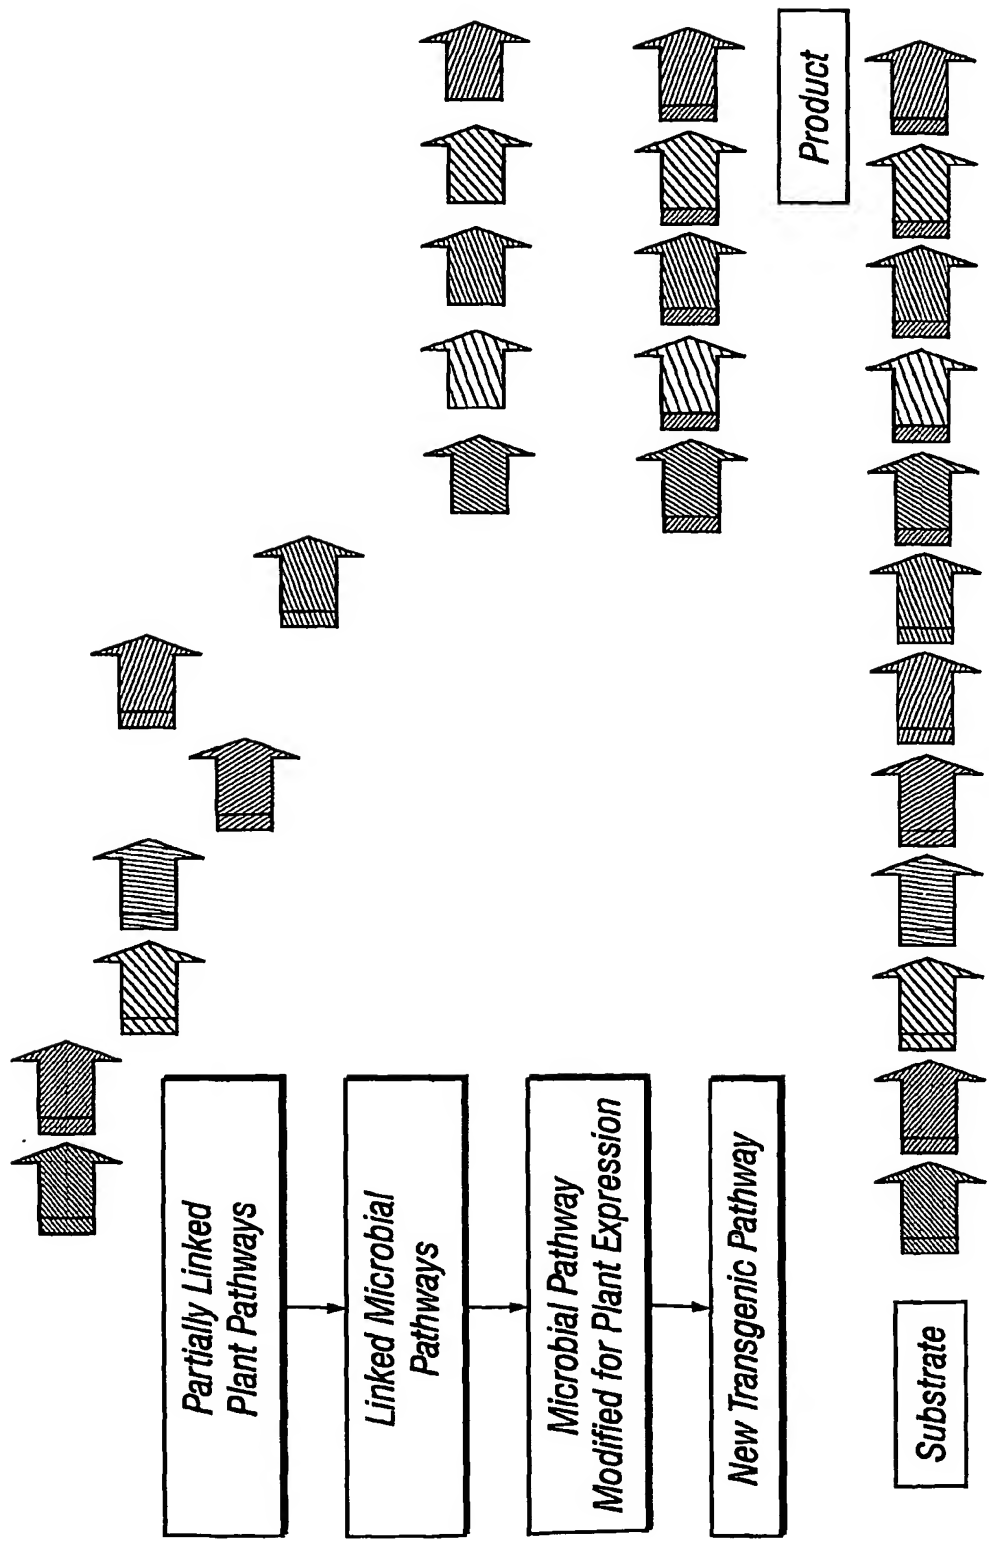 Partially Linked
Plant Pathways
Linked Microbial
Pathways
Microbial Pathway
Modified for Plant Expression
New Transgenic Pathway
Substrate
Product